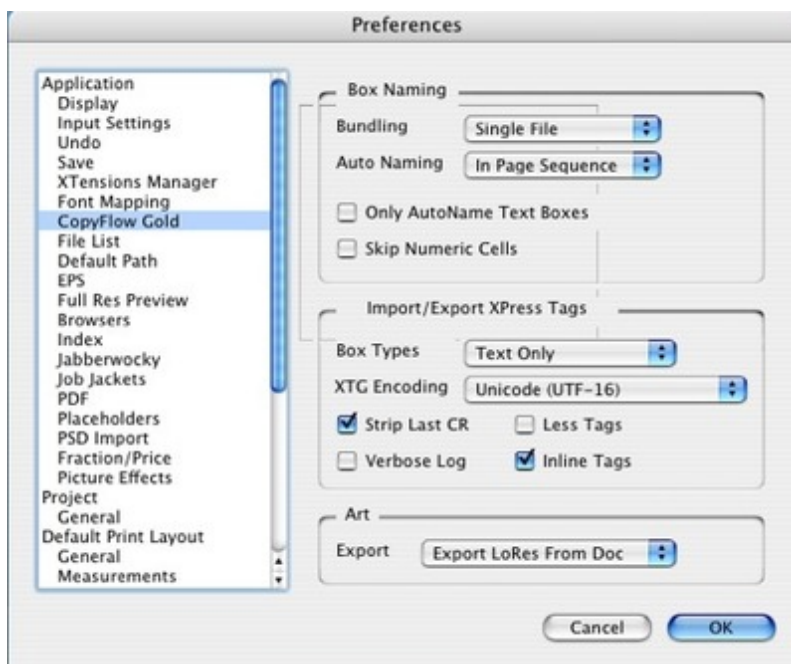 Preferences
Application
Display
Input Settings
Undo
Save
XTensions Manager
Font Mapping
CopyFlow Gold
File List
Default Path
EPS
Full Res Preview
Browsers
Index
Jabberwocky
Job Jackets
PDF
Placeholders
PSD Import
Fraction/Price
Picture Effects
Project
General
Default Print Layout
General
Measurements
Box Naming
Bundling Single File
Auto Naming In Page Sequence
Only AutoName Text Boxes
Skip Numeric Cells
Import/Export XPress Tags
Box Types Text Only
XTG Encoding Unicode (UTF-16)
Strip Last CR Less Tags
Verbose Log Inline Tags
Art
Export Export LoRes From Doc
Cancel OK